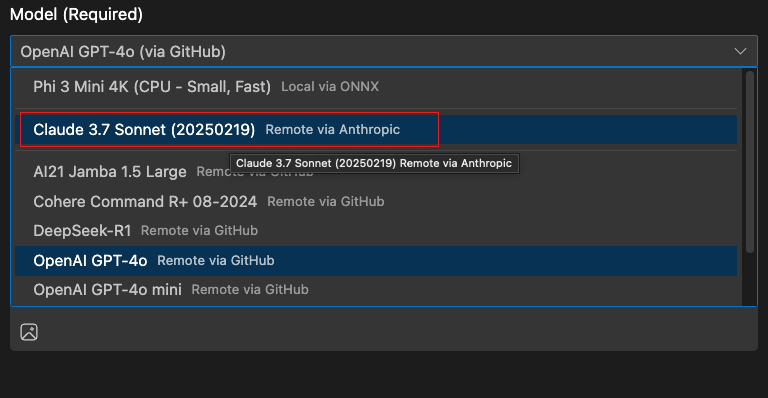 Model (Required)
OpenAI GPT-4o (via GitHub)
Phi 3 Mini 4K (CPU - Small, Fast) Local via ONNX
Claude 3.7 Sonnet (20250219) Remote via Anthropic
Claude 3.7 Sonnet (20250219) Remote via Anthropic
AI21 Jamba 1.5 Large Remote via GitHub
Cohere Command R+ 08-2024 Remote via GitHub
DeepSeek-R1 Remote via GitHub
OpenAI GPT-4o Remote via GitHub
OpenAI GPT-4o mini Remote via GitHub